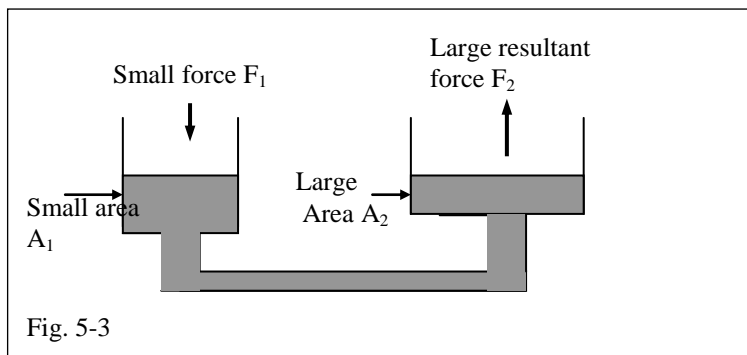 Small force F₁
Large resultant
force F₂
Small area
A₁
Large
Area A₂
Fig. 5-3